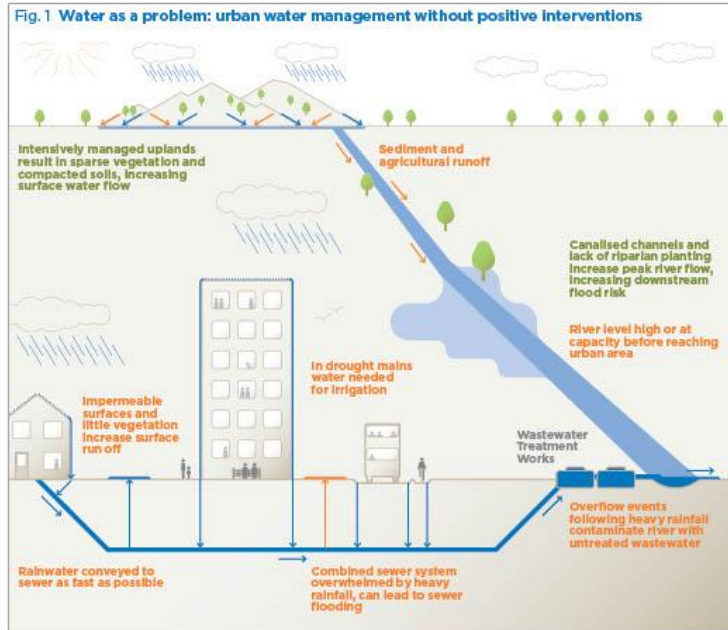 Fig. 1 Water as a problem: urban water management without positive interventions
Intensively managed uplands
result in sparse vegetation and
compacted soils, increasing
surface water flow
Sediment and
agricultural runoff
Canalised channels and
lack of riparian planting
increase peak river flow,
increasing downstream
flood risk
River level high or at
capacity before reaching
urban area
In drought mains
water needed
for irrigation
Impermeable
surfaces and
little vegetation
increase surface
run off
Wastewater
Treatment
Works
Overflow events
following heavy rainfall
contaminate river with
untreated wastewater
Rainwater conveyed to
sewer as fast as possible
Combined sewer system
overwhelmed by heavy
rainfall, can lead to sewer
flooding